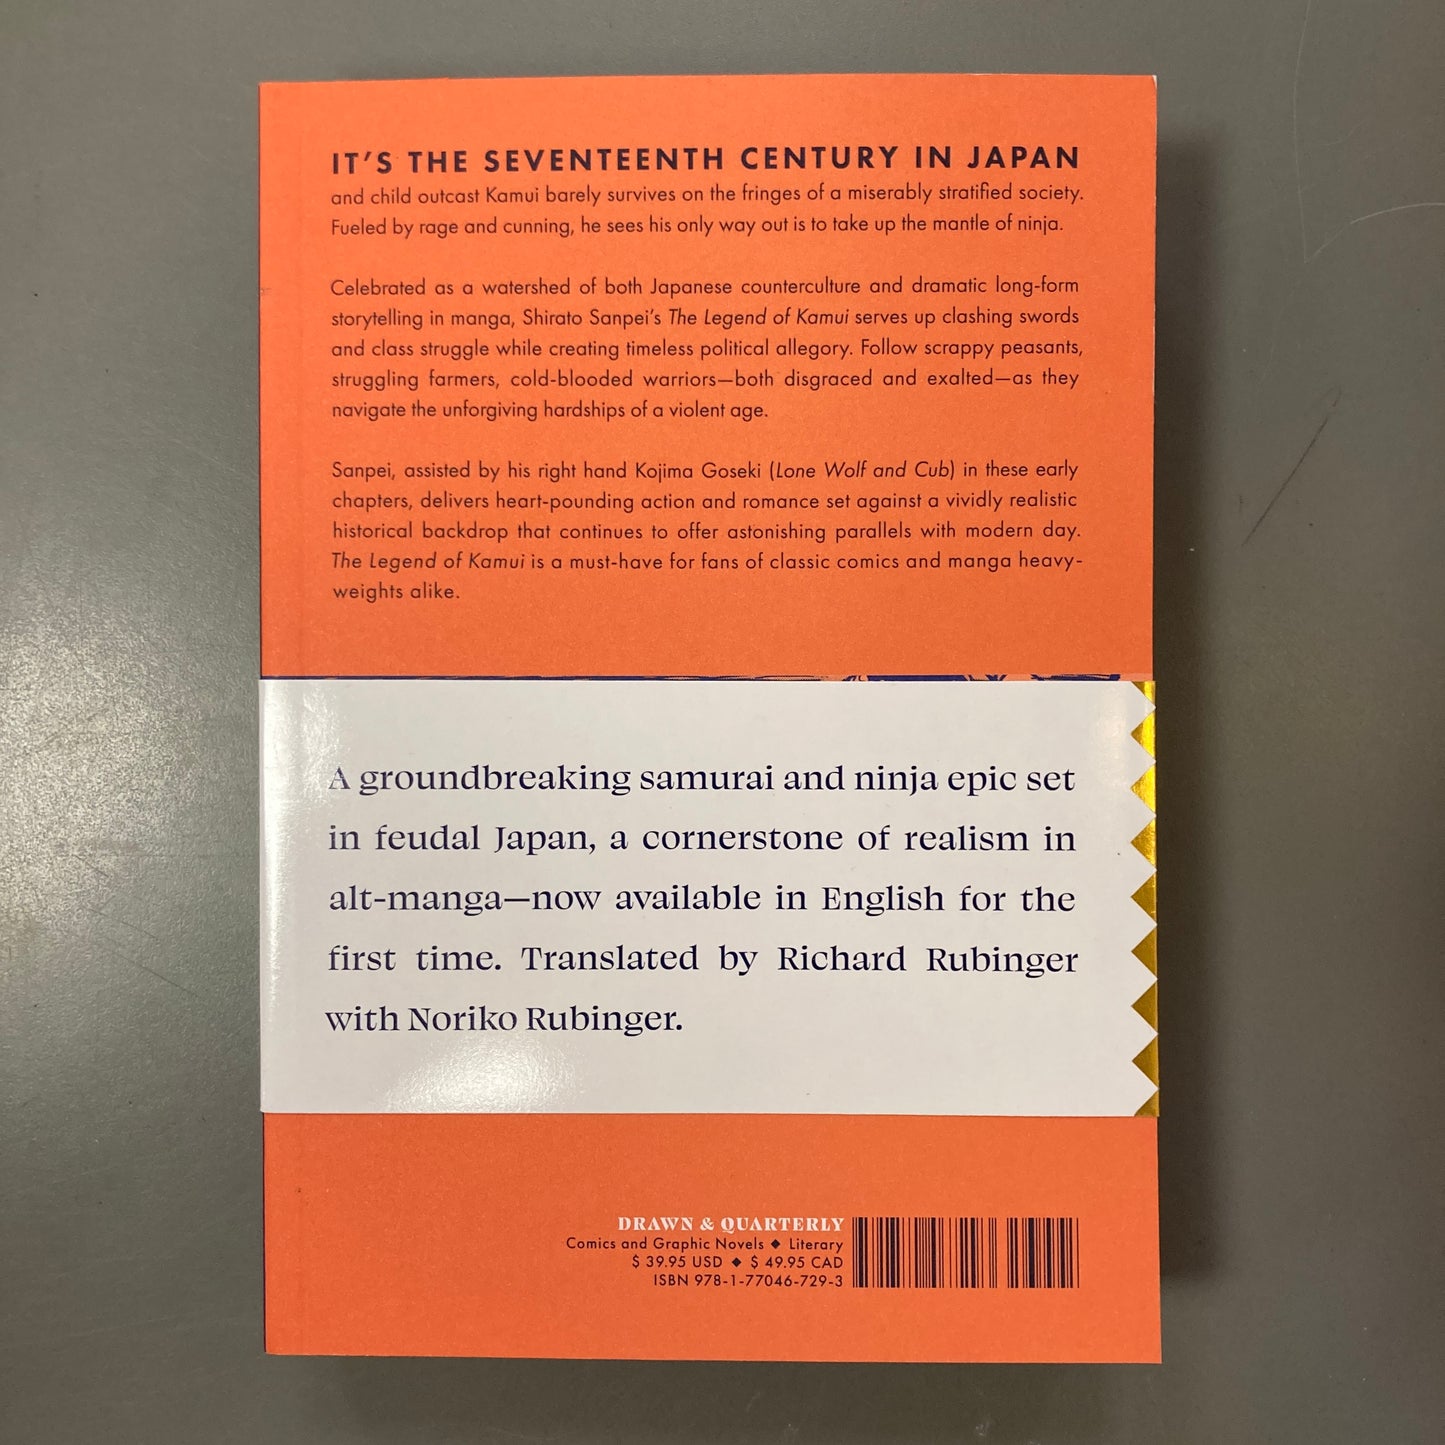 IT'S THE SEVENTEENTH CENTURY IN JAPAN
and child outcast Kamui barely survives on the fringes of a miserably stratified society.
Fueled by rage and cunning, he sees his only way out is to take up the mantle of ninja.
Celebrated as a watershed of both Japanese counterculture and dramatic long-form
storytelling in manga, Shirato Sanpei's The Legend of Kamui serves up clashing swords
and class struggle while creating timeless political allegory. Follow scrappy peasants,
struggling farmers, cold-blooded warriors—both disgraced and exalted—as they
navigate the unforgiving hardships of a violent age.
Sanpei, assisted by his right hand Kojima Goseki (Lone Wolf and Cub) in these early
chapters, delivers heart-pounding action and romance set against a vividly realistic
historical backdrop that continues to offer astonishing parallels with modern day.
The Legend of Kamui is a must-have for fans of classic comics and manga heavy-
weights alike.
A groundbreaking samurai and ninja epic set
in feudal Japan, a cornerstone of realism in
alt-manga—now available in English for the
first time. Translated by Richard Rubinger
with Noriko Rubinger.
DRAWN & QUARTERLY
Comics and Graphic Novels ◆ Literary
$ 39.95 USD ◆ $ 49.95 CAD
ISBN 978-1-77046-729-3